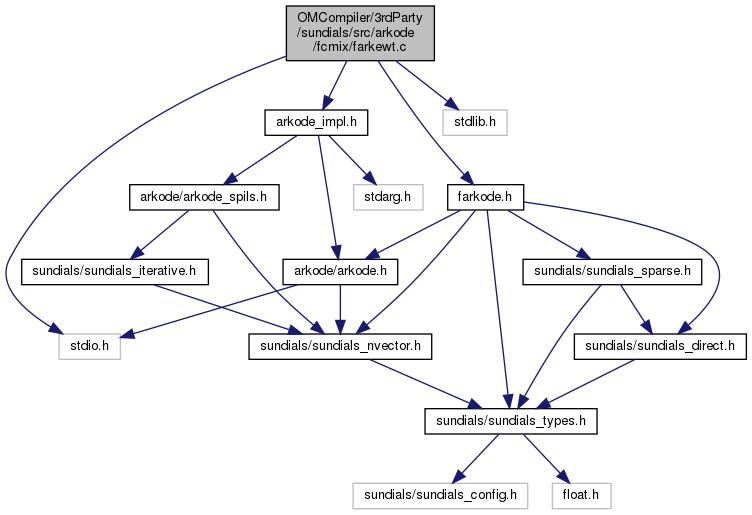 OMCompiler/3rdParty
/sundials/src/arkode
/fcmix/farkewt.c
arkode_impl.h
stdlib.h
arkode/arkode_spils.h
stdarg.h
farkode.h
sundials/sundials_iterative.h
arkode/arkode.h
sundials/sundials_sparse.h
stdio.h
sundials/sundials_nvector.h
sundials/sundials_direct.h
sundials/sundials_types.h
sundials/sundials_config.h
float.h